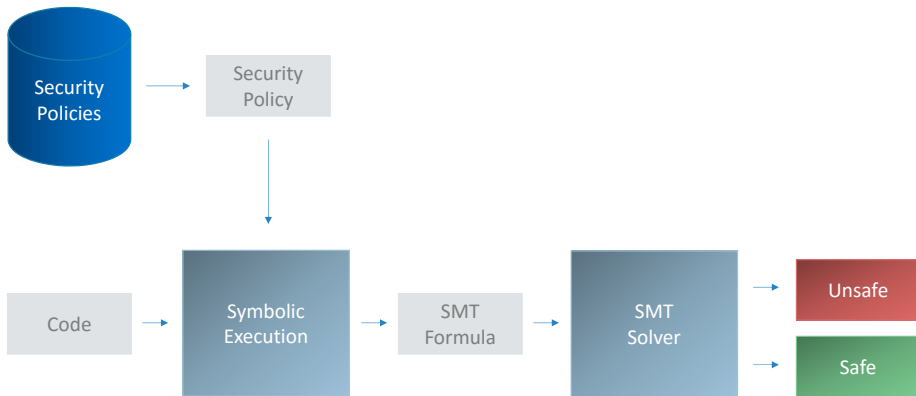 Security
Policies
Security
Policy
Code
Symbolic
Execution
SMT
Formula
SMT
Solver
Unsafe
Safe